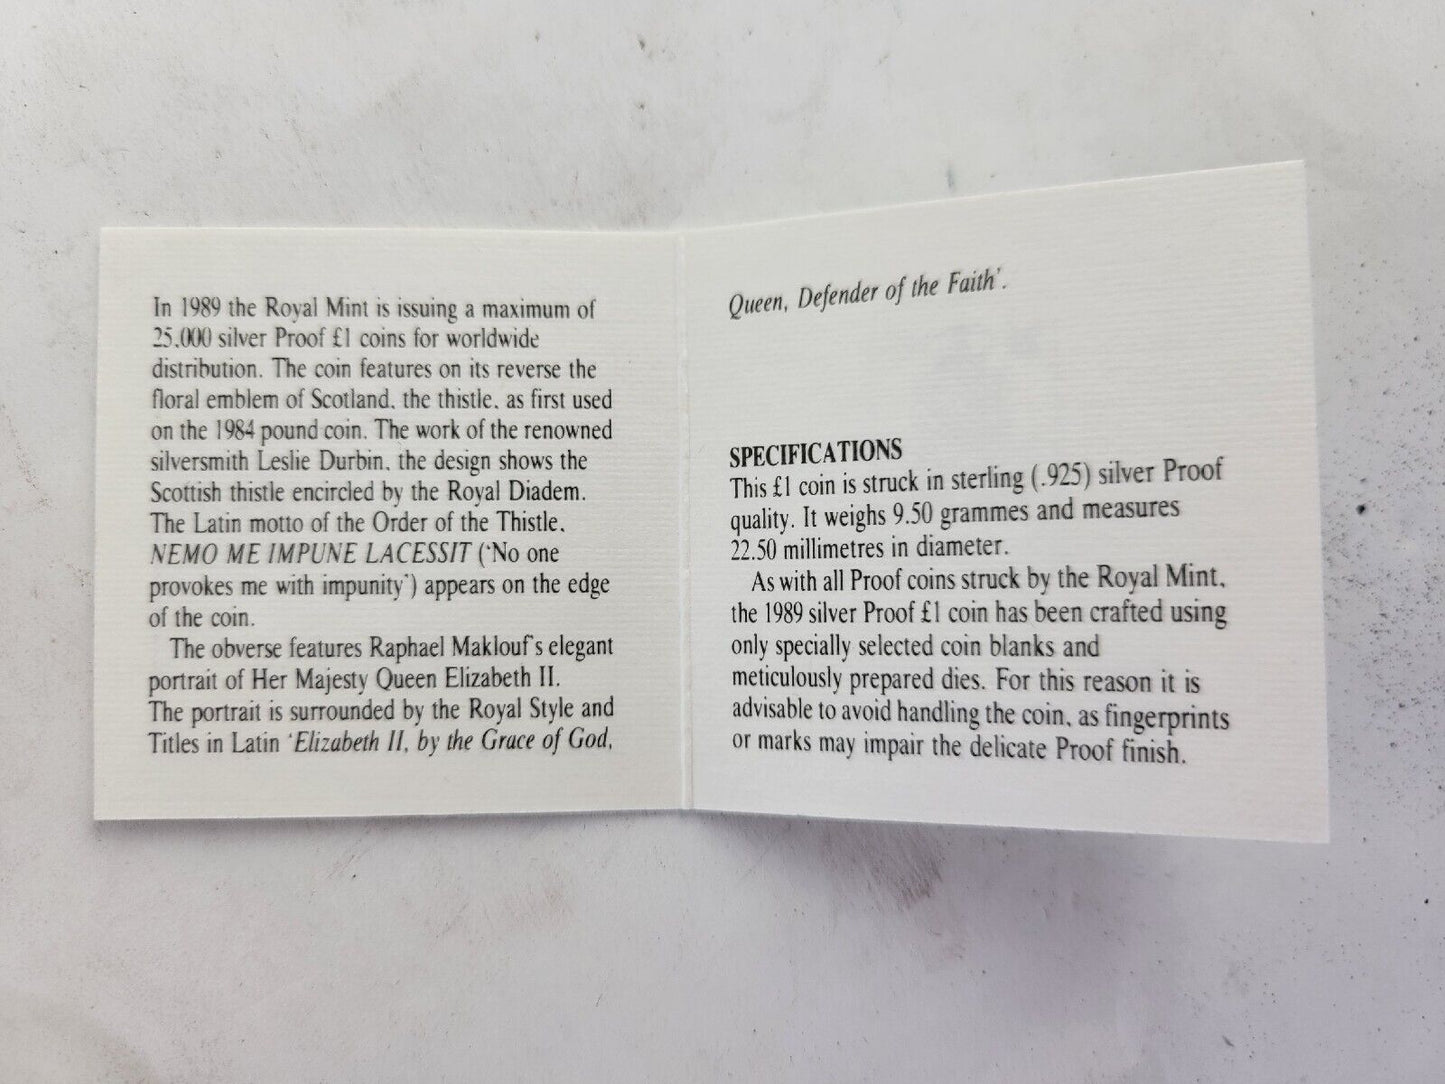 In 1989 the Royal Mint is issuing a maximum of
25,000 silver Proof £1 coins for worldwide
distribution. The coin features on its reverse the
floral emblem of Scotland, the thistle, as first used
on the 1984 pound coin. The work of the renowned
silversmith Leslie Durbin, the design shows the
Scottish thistle encircled by the Royal Diadem.
The Latin motto of the Order of the Thistle,
NEMO ME IMPUNE LACESSIT (‘No one
provokes me with impunity’) appears on the edge
of the coin.
The obverse features Raphael Maklouf’s elegant
portrait of Her Majesty Queen Elizabeth II.
The portrait is surrounded by the Royal Style and
Titles in Latin ‘Elizabeth II, by the Grace of God,
Queen, Defender of the Faith’.
SPECIFICATIONS
This £1 coin is struck in sterling (.925) silver Proof
quality. It weighs 9.50 grammes and measures
22.50 millimetres in diameter.
As with all Proof coins struck by the Royal Mint,
the 1989 silver Proof £1 coin has been crafted using
only specially selected coin blanks and
meticulously prepared dies. For this reason it is
advisable to avoid handling the coin, as fingerprints
or marks may impair the delicate Proof finish.